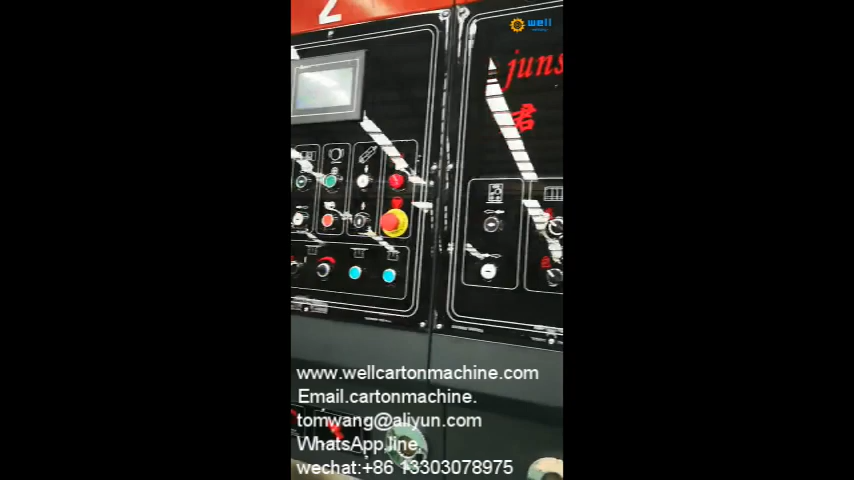 2
well
juns
君
www.wellcartonmachine.com
Email.cartonmachine.
tomwang@aliyun.com
WhatsApp.line.
wechat:+86 13303078975